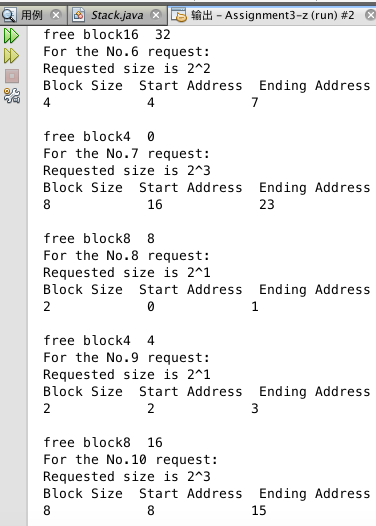 用例 Stack.java 输出 - Assignment3-z (run) #2
free block16  32
For the No.6 request:
Requested size is 2^2
Block Size  Start Address  Ending Address
4  4  7
free block4  0
For the No.7 request:
Requested size is 2^3
Block Size  Start Address  Ending Address
8  16  23
free block8  8
For the No.8 request:
Requested size is 2^1
Block Size  Start Address  Ending Address
2  0  1
free block4  4
For the No.9 request:
Requested size is 2^1
Block Size  Start Address  Ending Address
2  2  3
free block8  16
For the No.10 request:
Requested size is 2^3
Block Size  Start Address  Ending Address
8  8  15